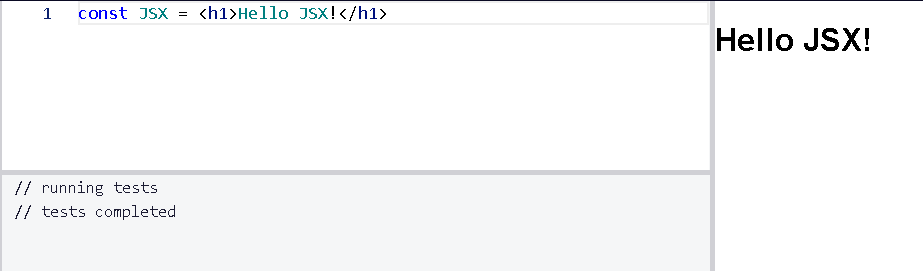 1 const JSX = <h1>Hello JSX!</h1>
Hello JSX!
// running tests
// tests completed